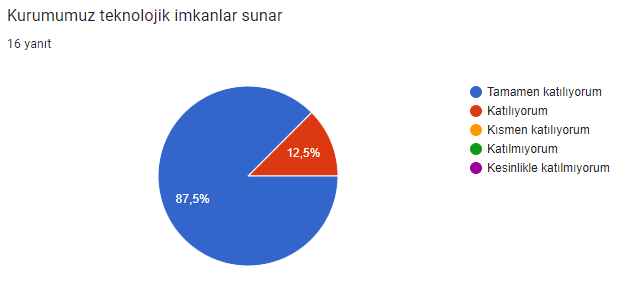 Kurumumuz teknolojik imkanlar sunar
16 yanıt
Tamamen katılıyorum
Katılıyorum
Kısmen katılıyorum
Katılmıyorum
Kesinlikle katılmıyorum
12,5%
87,5%